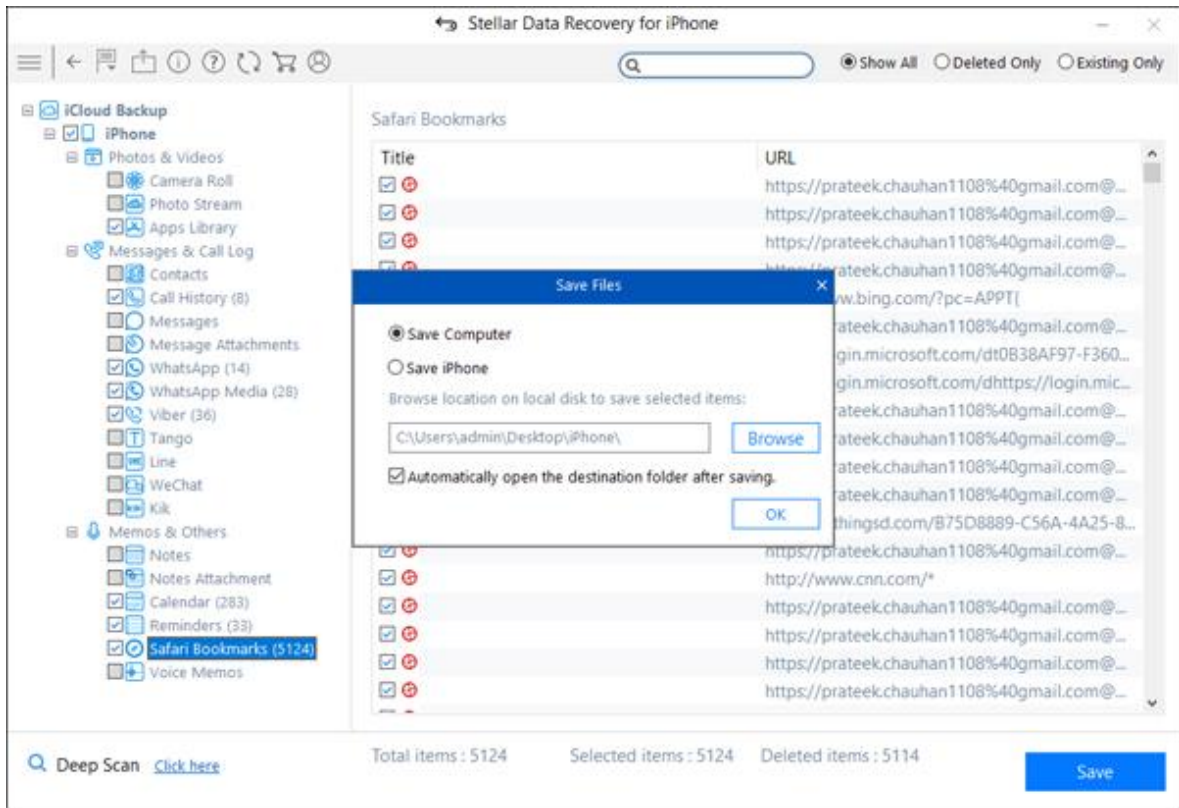 Stellar Data Recovery for iPhone
Show All Deleted Only Existing Only
iCloud Backup
iPhone
Photos & Videos
Camera Roll
Photo Stream
Apps Library
Messages & Call Log
Contacts
Call History (8)
Messages
Message Attachments
WhatsApp (14)
WhatsApp Media (28)
Viber (36)
Tango
Line
WeChat
Kik
Memos & Others
Notes
Notes Attachment
Calendar (283)
Reminders (33)
Safari Bookmarks (5124)
Voice Memos
Safari Bookmarks
Title URL
https://prateek.chauhan1108%40gmail.com@...
https://prateek.chauhan1108%40gmail.com@...
https://prateek.chauhan1108%40gmail.com@...
rateek.chauhan1108%40gmail.com@...
w.bing.com/?pc=APPT(
rateek.chauhan1108%40gmail.com@...
gin.microsoft.com/dt0B38AF97-F360...
gin.microsoft.com/dhttps://login.mic...
rateek.chauhan1108%40gmail.com@...
ateek.chauhan1108%40gmail.com@...
ateek.chauhan1108%40gmail.com@...
rateek.chauhan1108%40gmail.com@...
thingsd.com/B75D8889-C56A-4A25-8...
https://prateek.chauhan1108%40gmail.com@...
http://www.cnn.com/*
https://prateek.chauhan1108%40gmail.com@...
https://prateek.chauhan1108%40gmail.com@...
https://prateek.chauhan1108%40gmail.com@...
https://prateek.chauhan1108%40gmail.com@...
Save Files
Save Computer
Save iPhone
Browse location on local disk to save selected items:
C:\Users\admin\Desktop\iPhone\ Browse
Automatically open the destination folder after saving.
OK
Deep Scan Click here
Total items : 5124 Selected items : 5124 Deleted items : 5114
Save